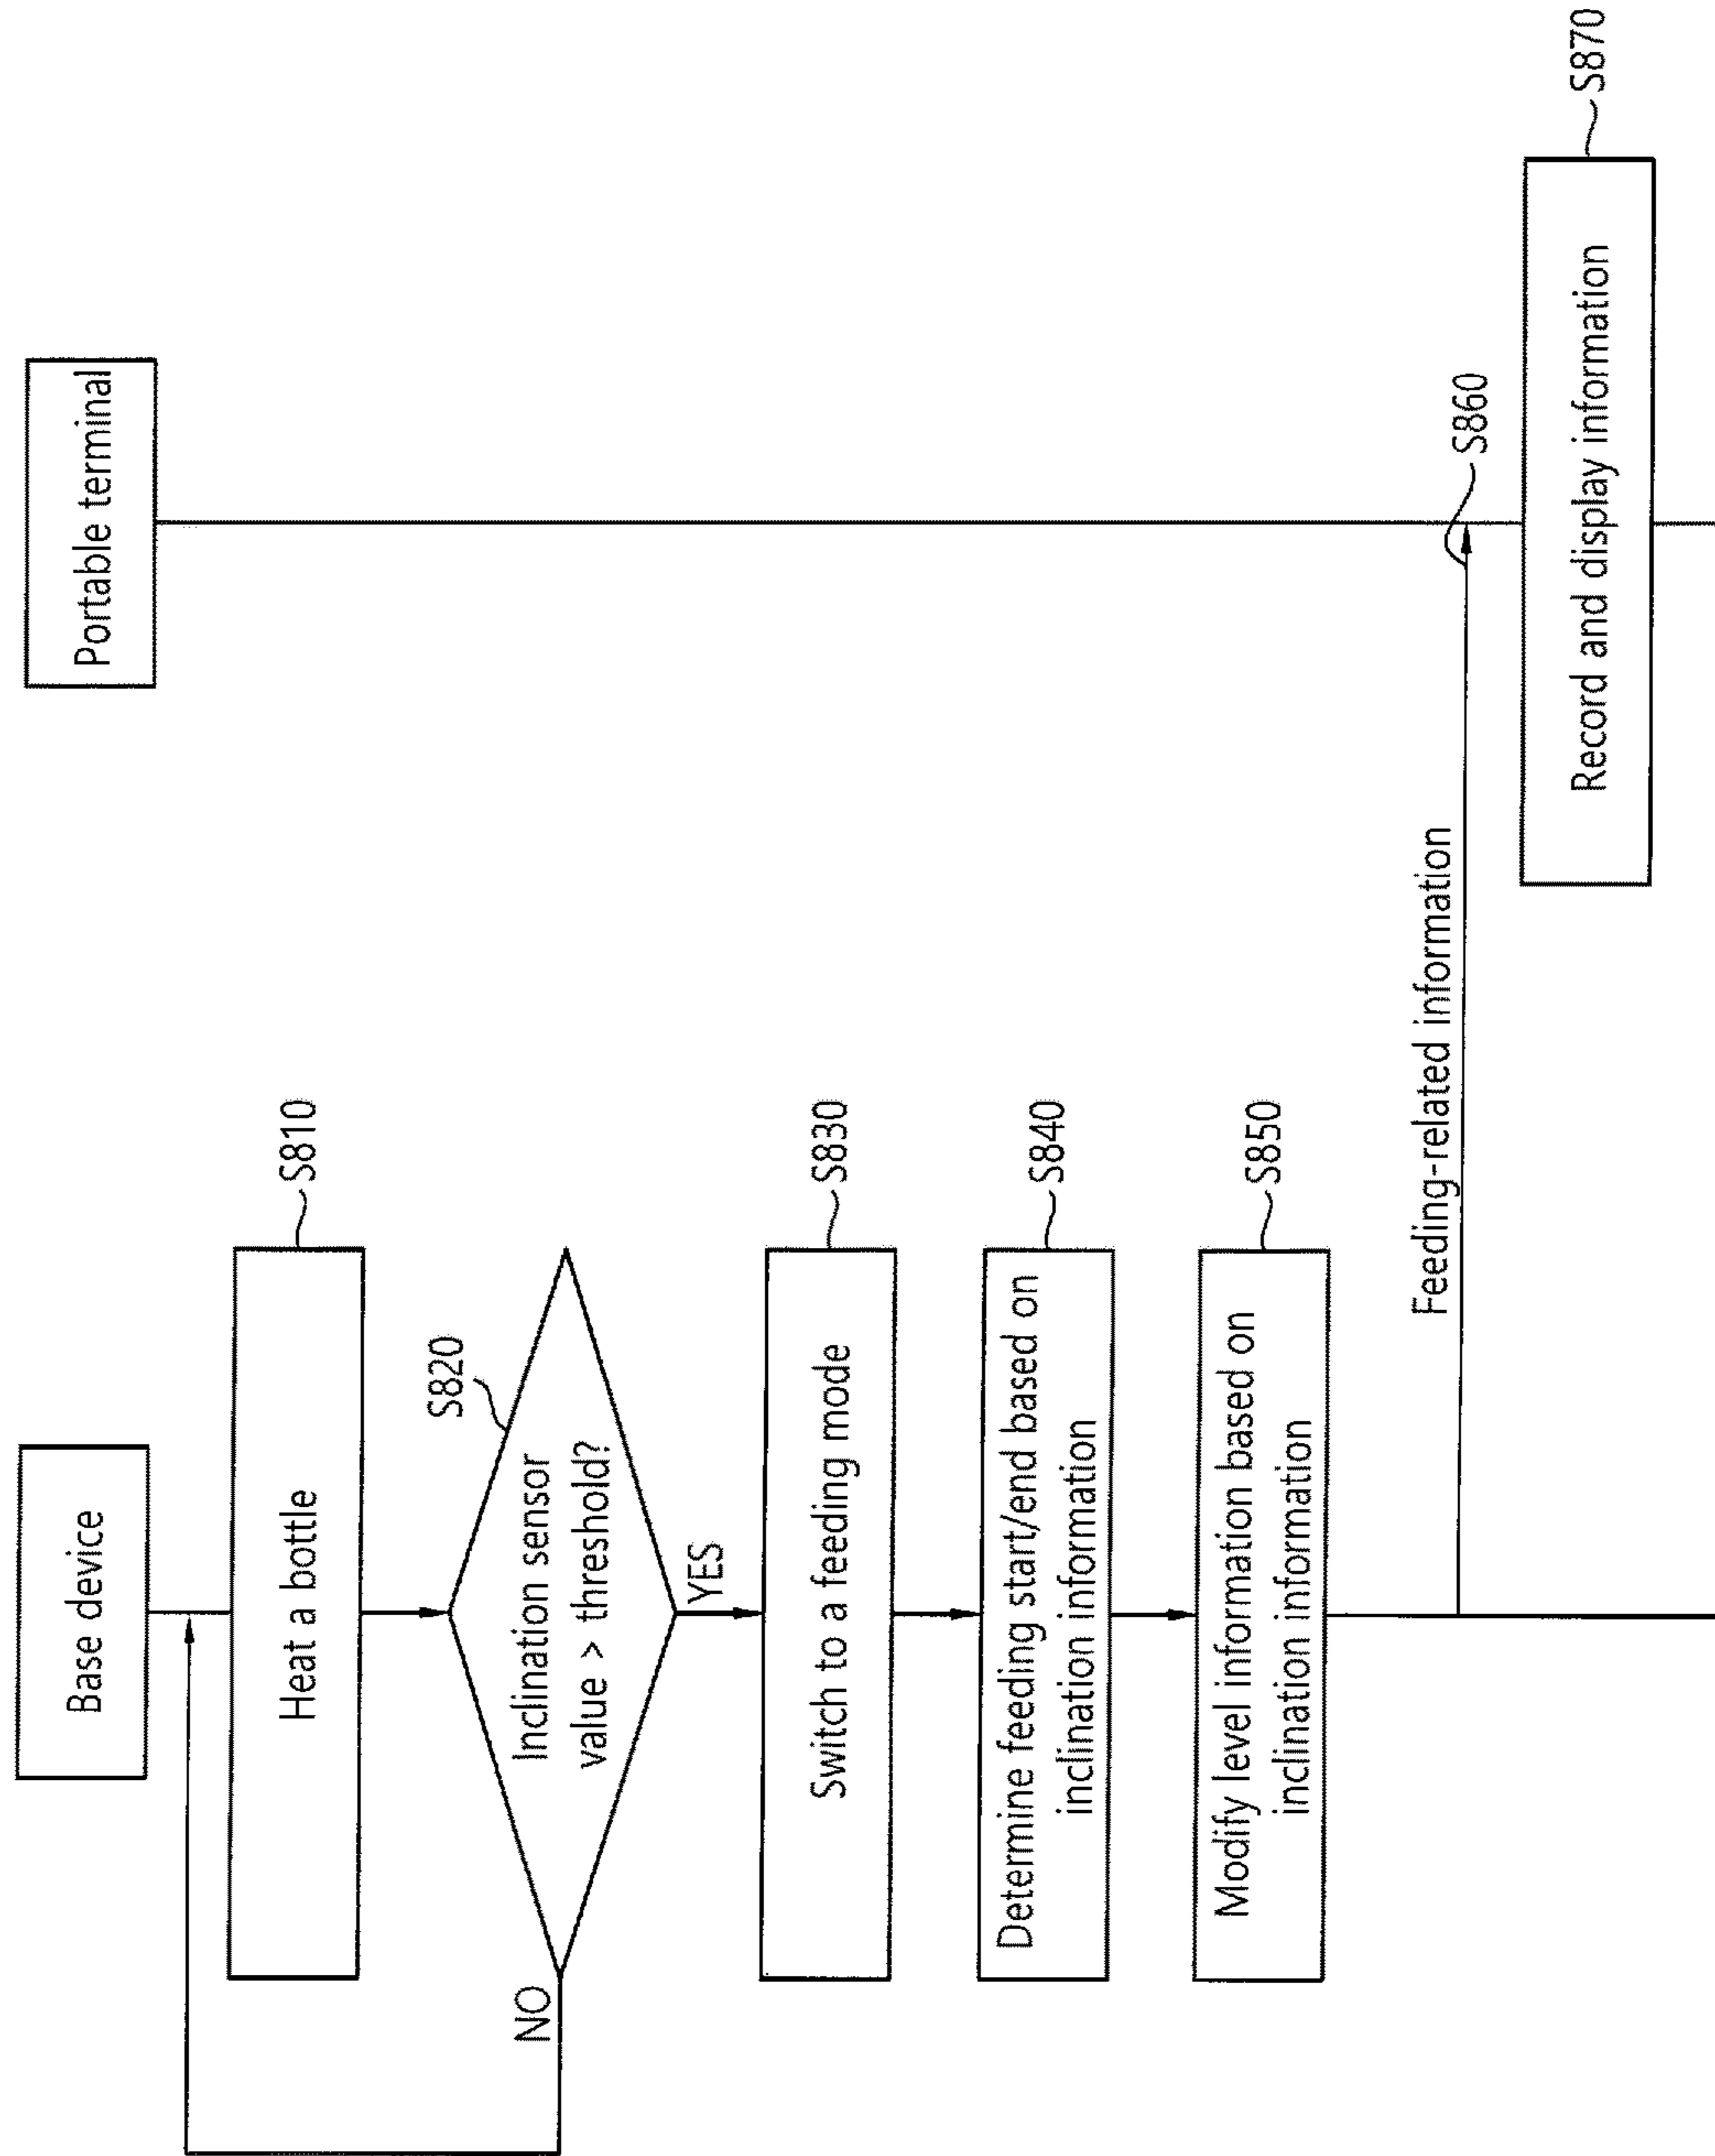 Base device
Portable terminal
Heat a bottle
S810
Inclination sensor
value > threshold?
S820
NO
YES
Switch to a feeding mode
S830
Determine feeding start/end based on
inclination information
S840
Modify level information based on
inclination information
S850
Feeding-related information
S860
Record and display information
S870